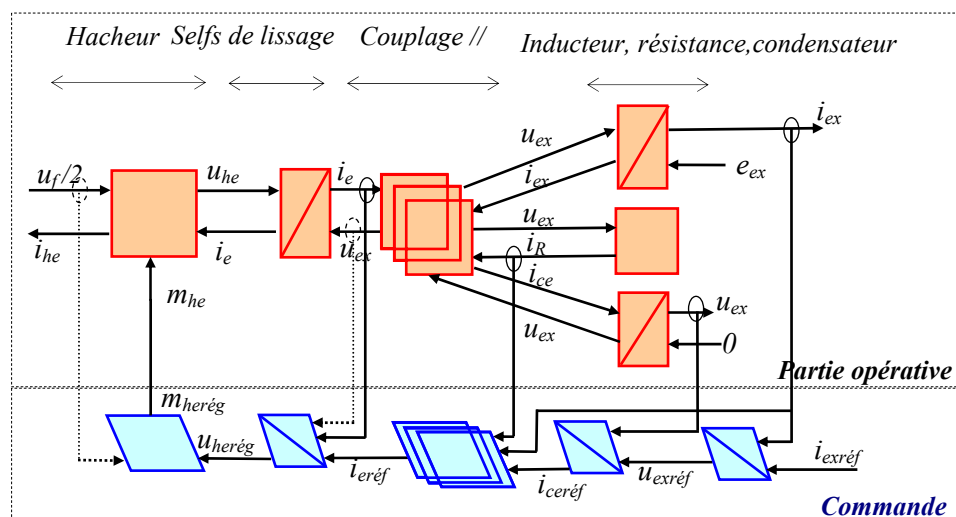 Hacheur Selfs de lissage Couplage // Inducteur, résistance,condensateur
i_ex
u_ex
u_f/2 u_he i_e i_ex e_ex
u_ex
i_he i_e u_ex i_R
i_ce
m_he u_ex u_ex
0
Partie opérative
m_herég
u_herég i_eréf i_ceréf u_exréf i_exréf
Commande